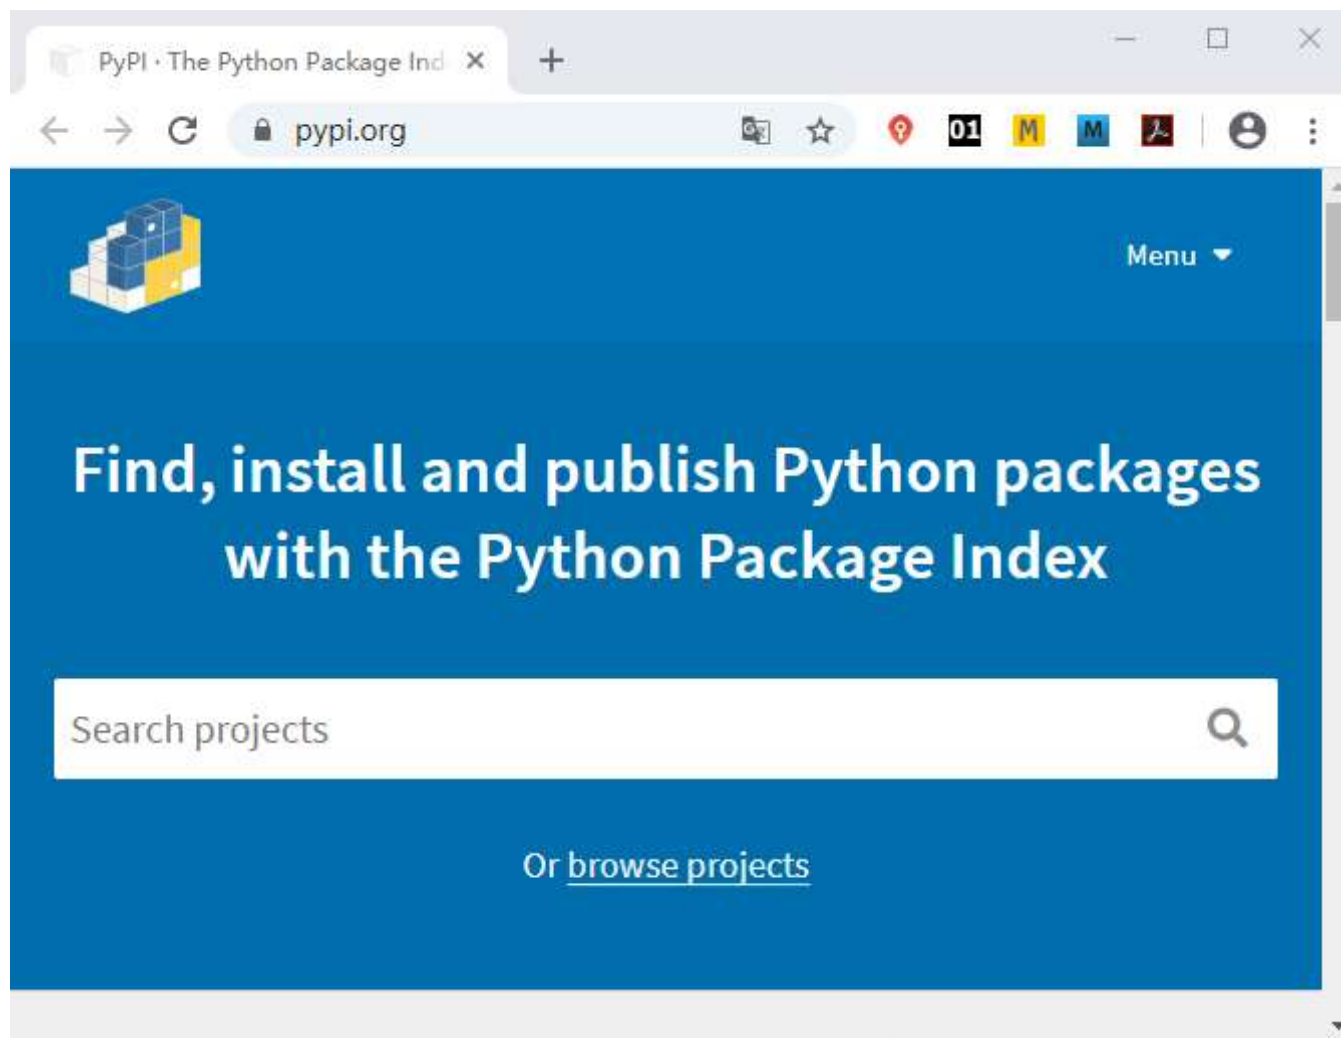 PyPI · The Python Package Ind
pypi.org
01 M M
Menu
Find, install and publish Python packages
with the Python Package Index
Search projects
Or browse projects